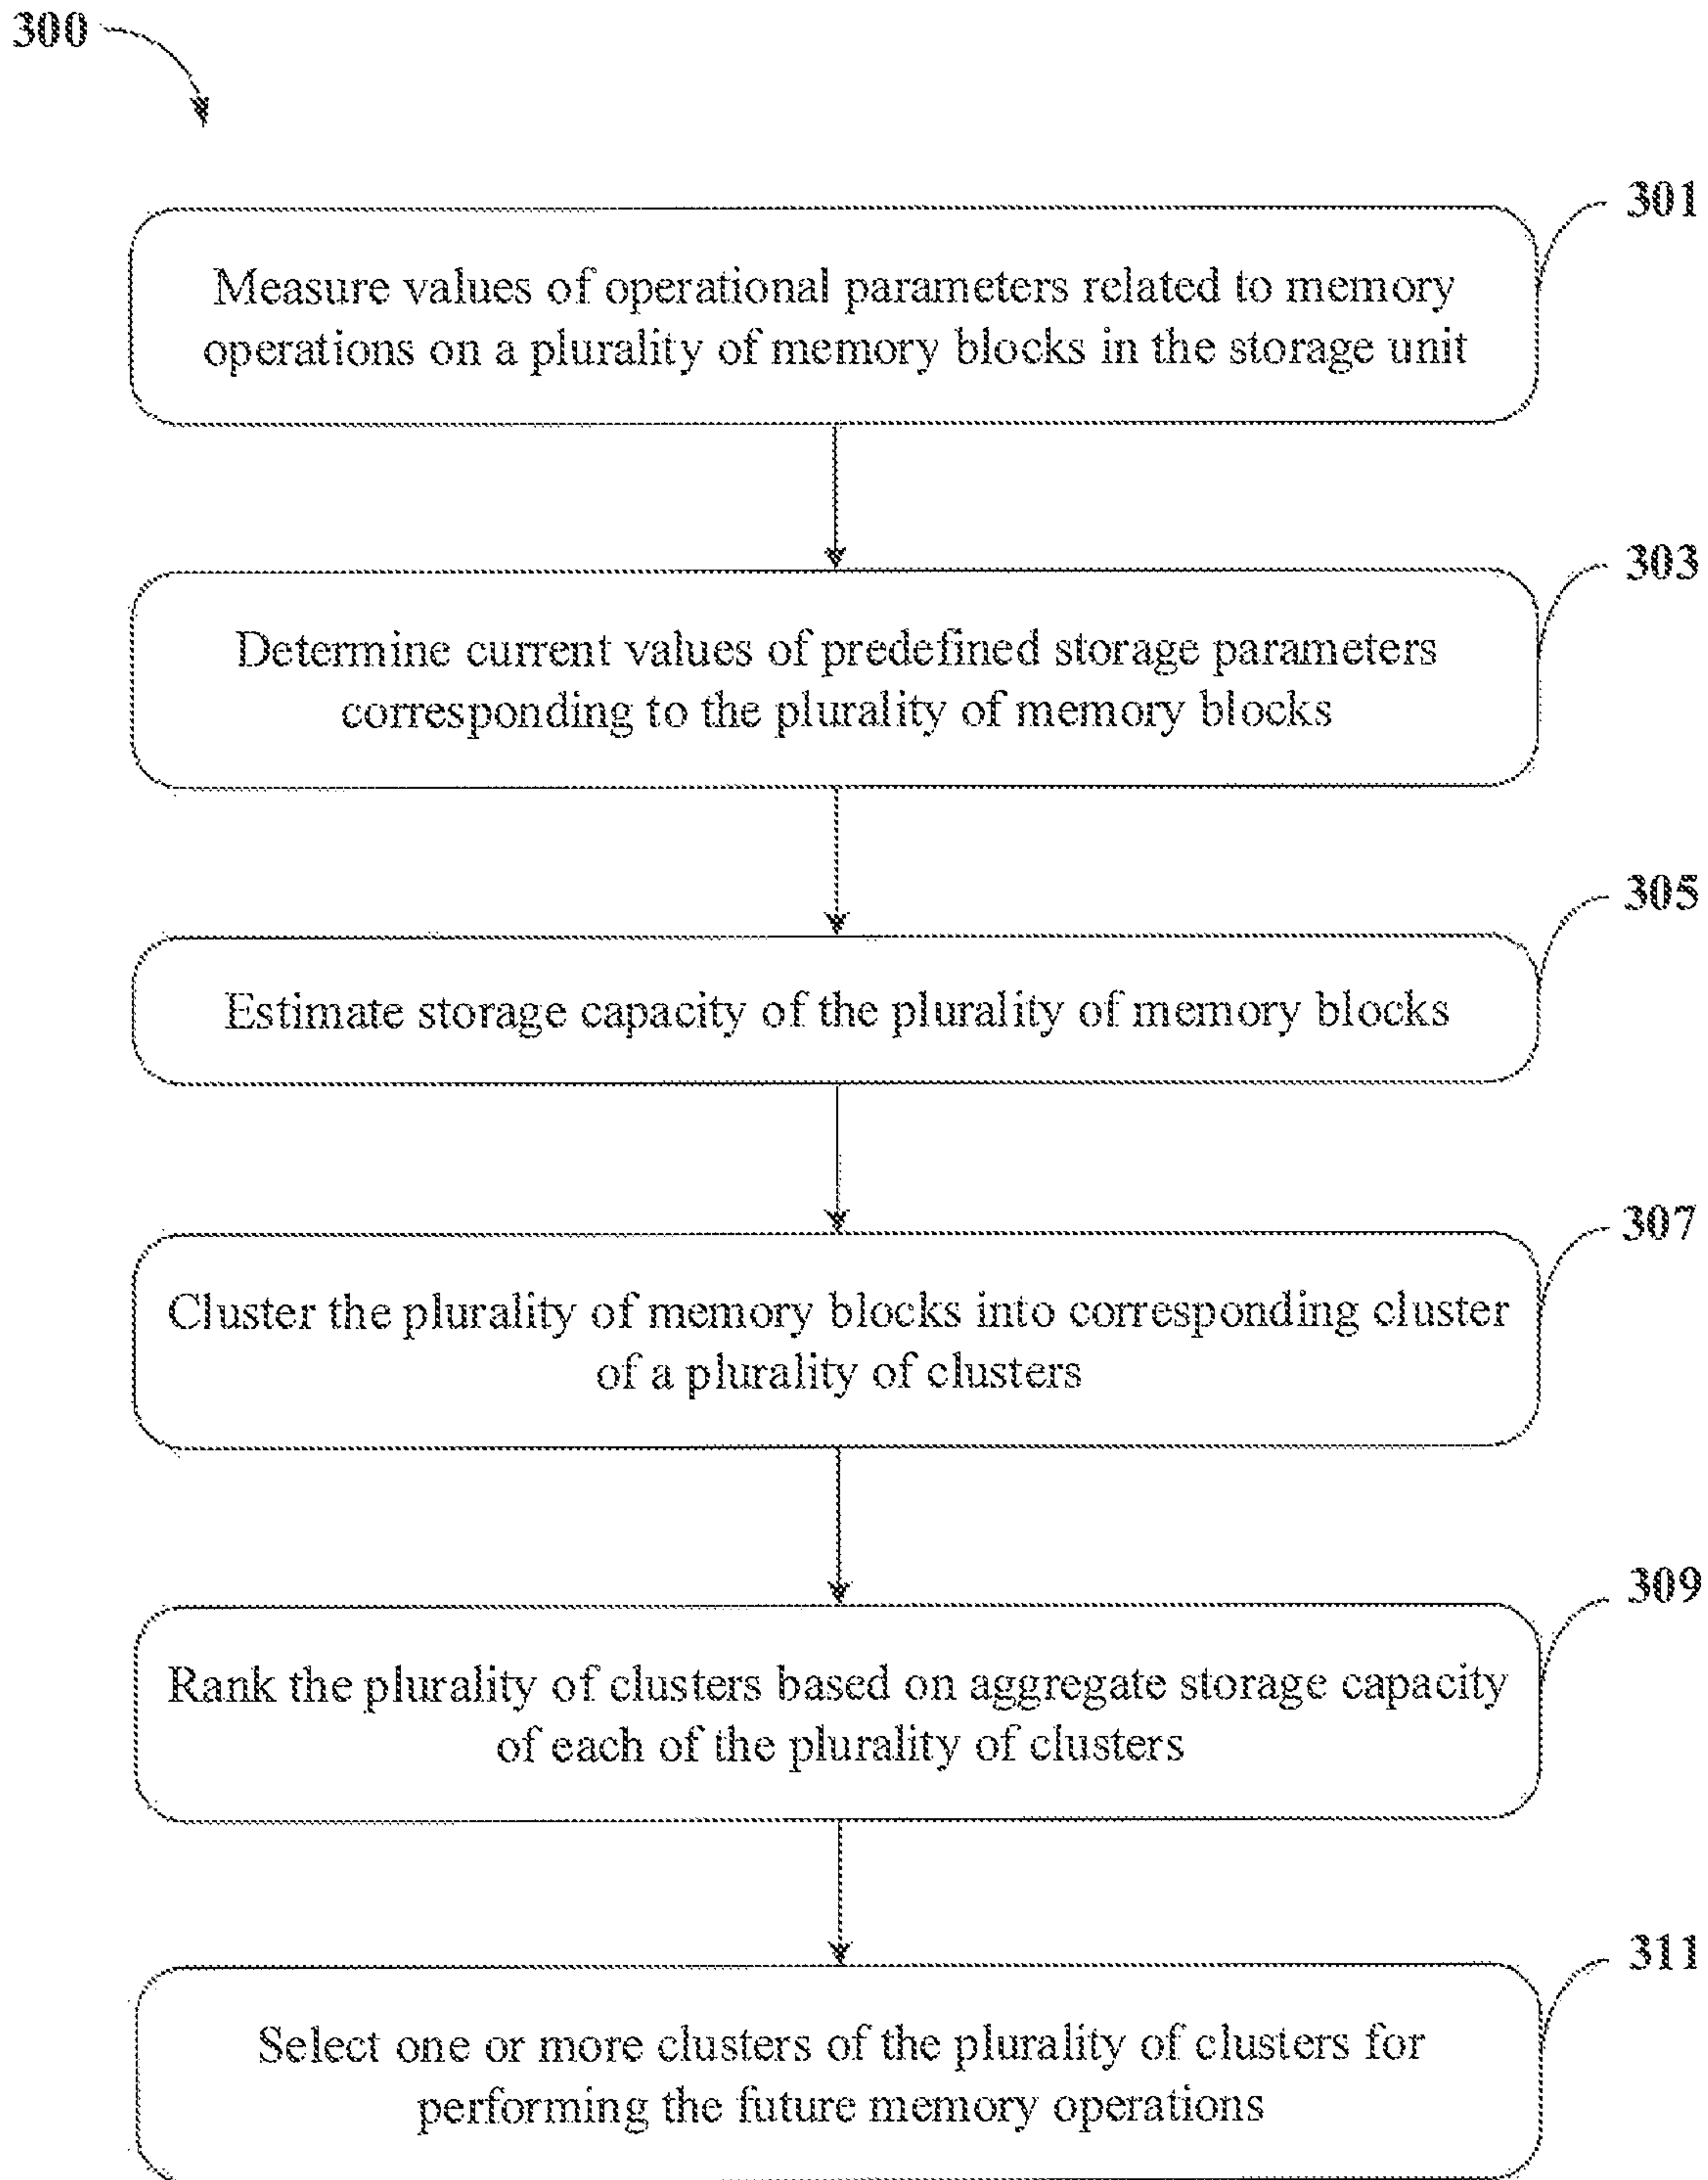 300
301
Measure values of operational parameters related to memory
operations on a plurality of memory blocks in the storage unit
303
Determine current values of predefined storage parameters
corresponding to the plurality of memory blocks
305
Estimate storage capacity of the plurality of memory blocks
307
Cluster the plurality of memory blocks into corresponding cluster
of a plurality of clusters
309
Rank the plurality of clusters based on aggregate storage capacity
of each of the plurality of clusters
311
Select one or more clusters of the plurality of clusters for
performing the future memory operations